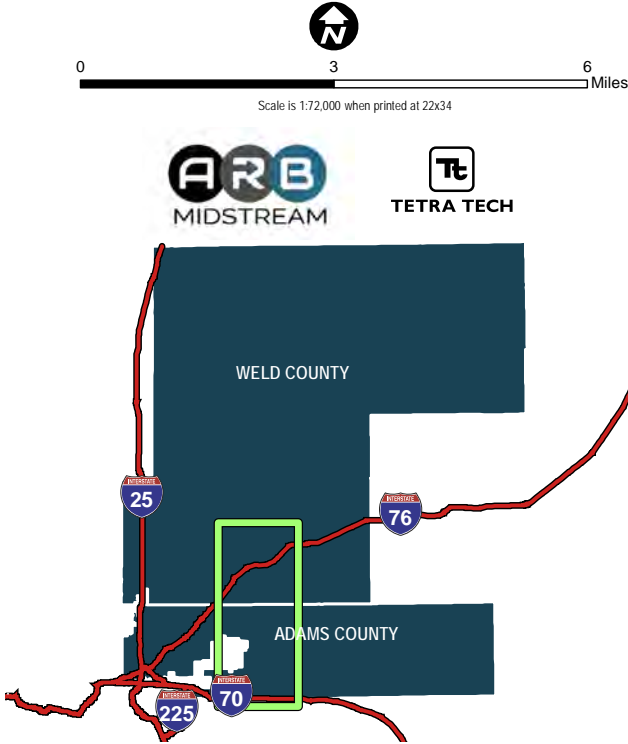 N
0 3 6
Miles
Scale is 1:72,000 when printed at 22x34
ARB
MIDSTREAM
Tt
TETRA TECH
WELD COUNTY
INTERSTATE
25
INTERSTATE
76
ADAMS COUNTY
INTERSTATE
70
INTERSTATE
225